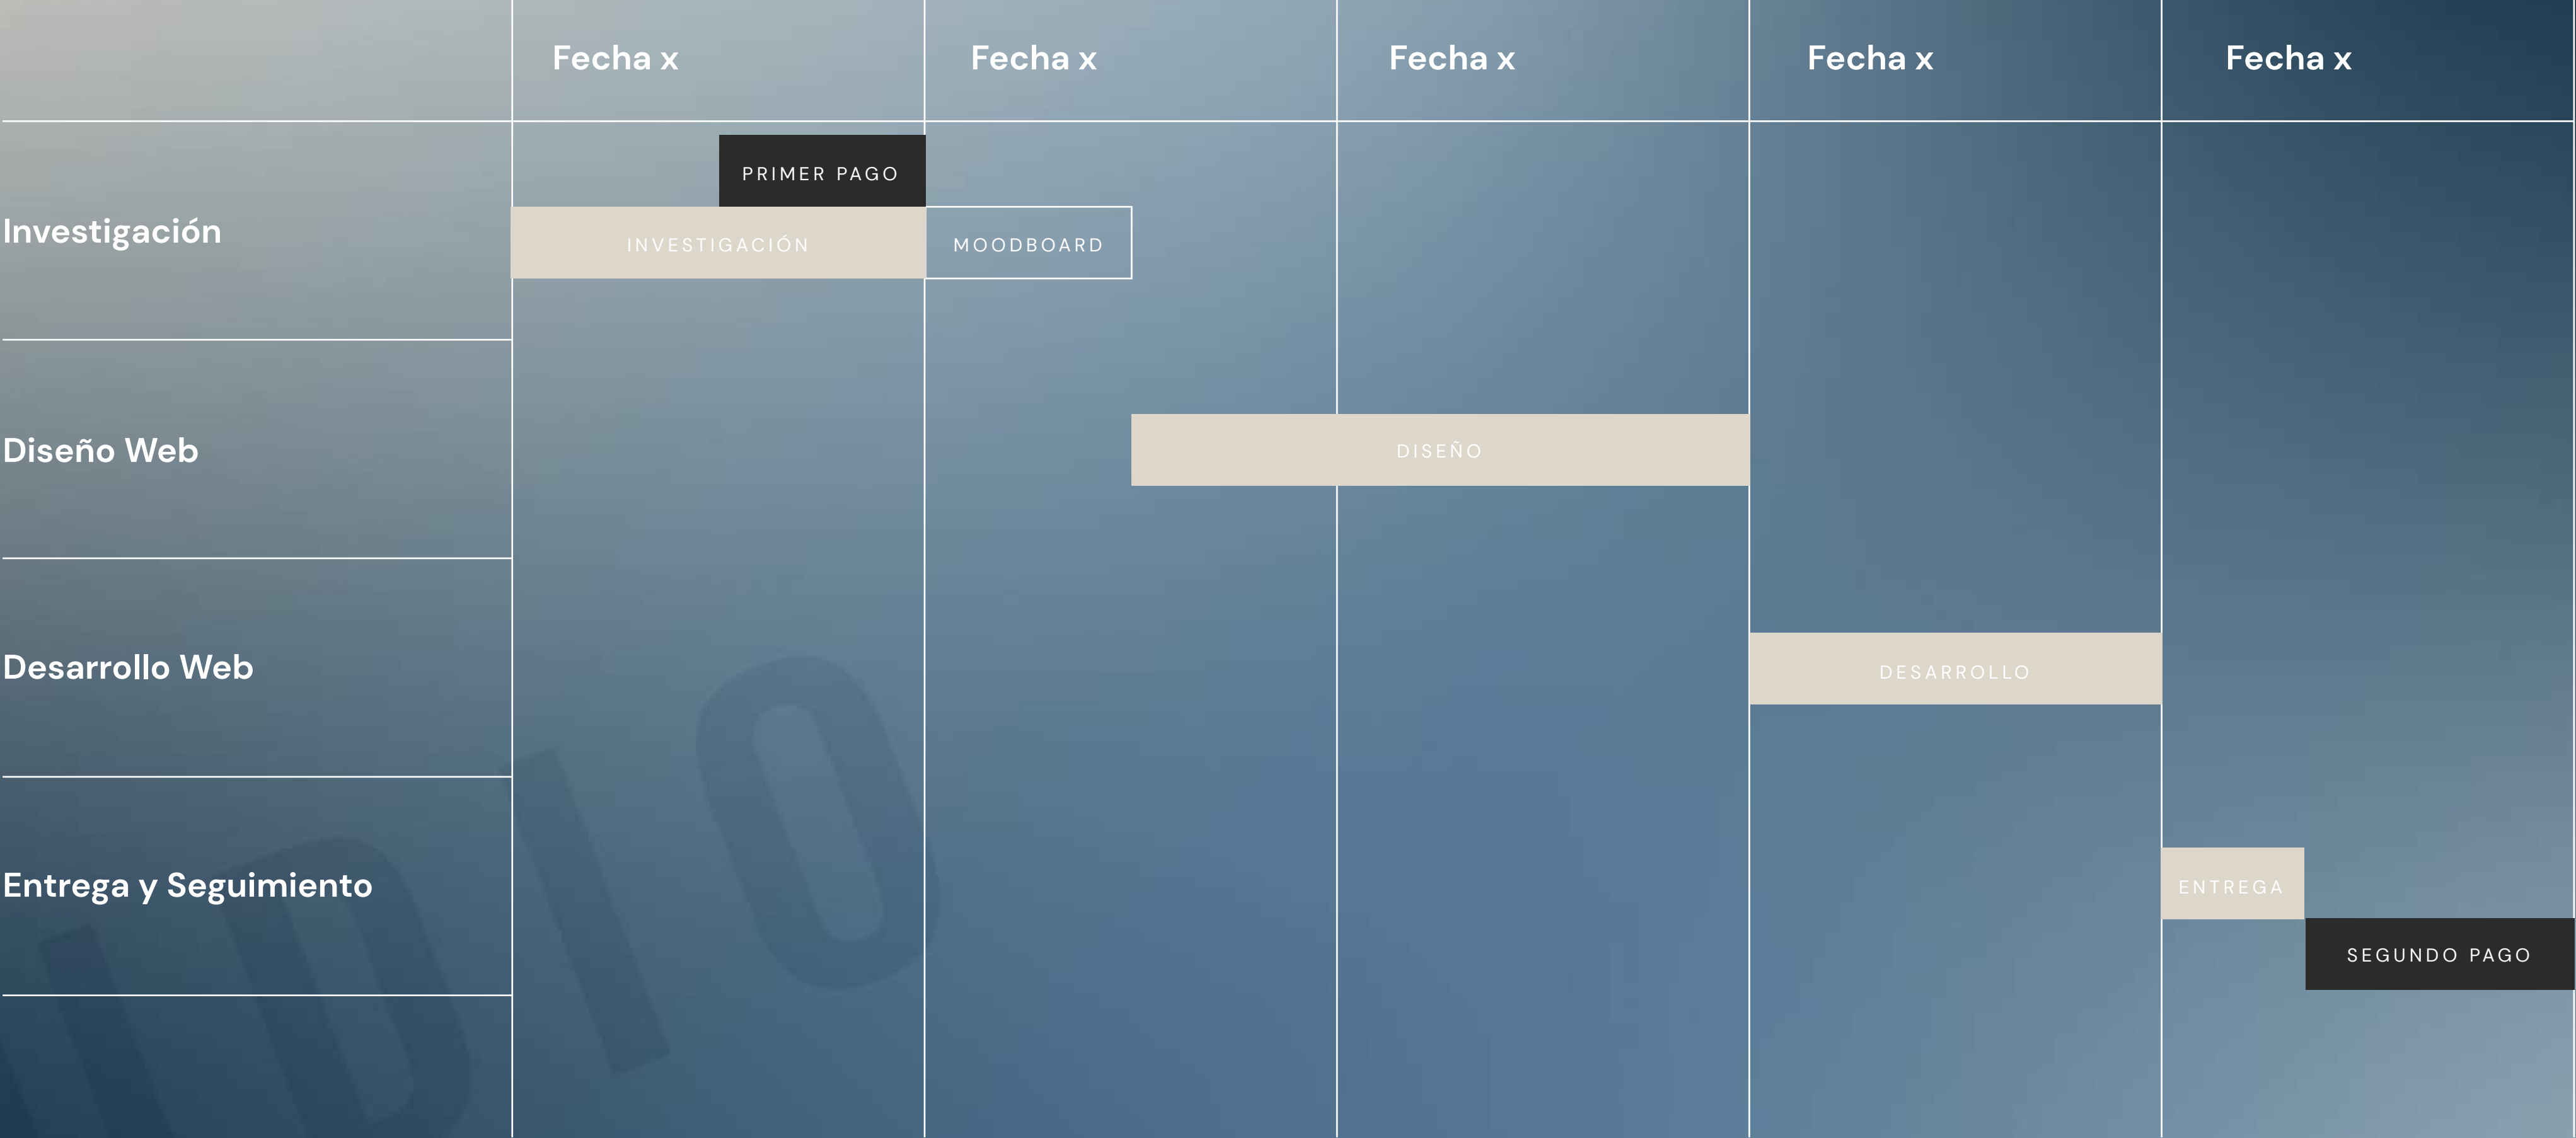 Fecha x
Fecha x
Fecha x
Fecha x
Fecha x
PRIMER PAGO
Investigación
INVESTIGACIÓN
MOODBOARD
Diseño Web
DISEÑO
Desarrollo Web
DESARROLLO
Entrega y Seguimiento
ENTREGA
SEGUNDO PAGO
DIO